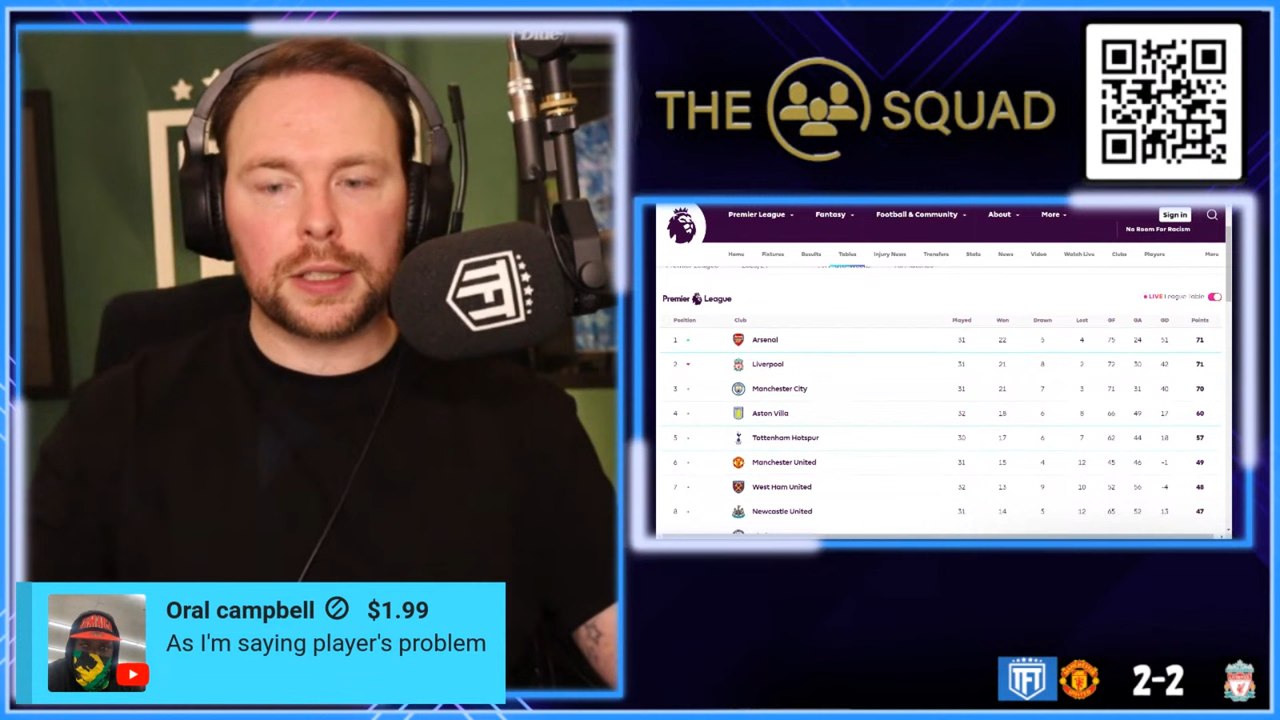 THE SQUAD
Premier League Fantasy Football & Community About More Sign in
No Room For Racism
Home Fixtures Results Tables Injury News Transfers Stats News Video Watch Live Clubs Players More
Premier League LIVE League Table
Position Club Played Won Drawn Lost GF GA GD Points
1 Arsenal 31 22 5 4 75 24 51 71
2 Liverpool 31 21 8 2 72 30 42 71
3 Manchester City 31 21 7 3 71 31 40 70
4 Aston Villa 32 18 6 8 66 49 17 60
5 Tottenham Hotspur 30 17 6 7 62 44 18 57
6 Manchester United 31 15 4 12 45 46 -1 49
7 West Ham United 32 13 9 10 52 56 -4 48
8 Newcastle United 31 14 5 12 65 52 13 47
TFT
Oral campbell $1.99
As I'm saying player's problem
TFT 2-2